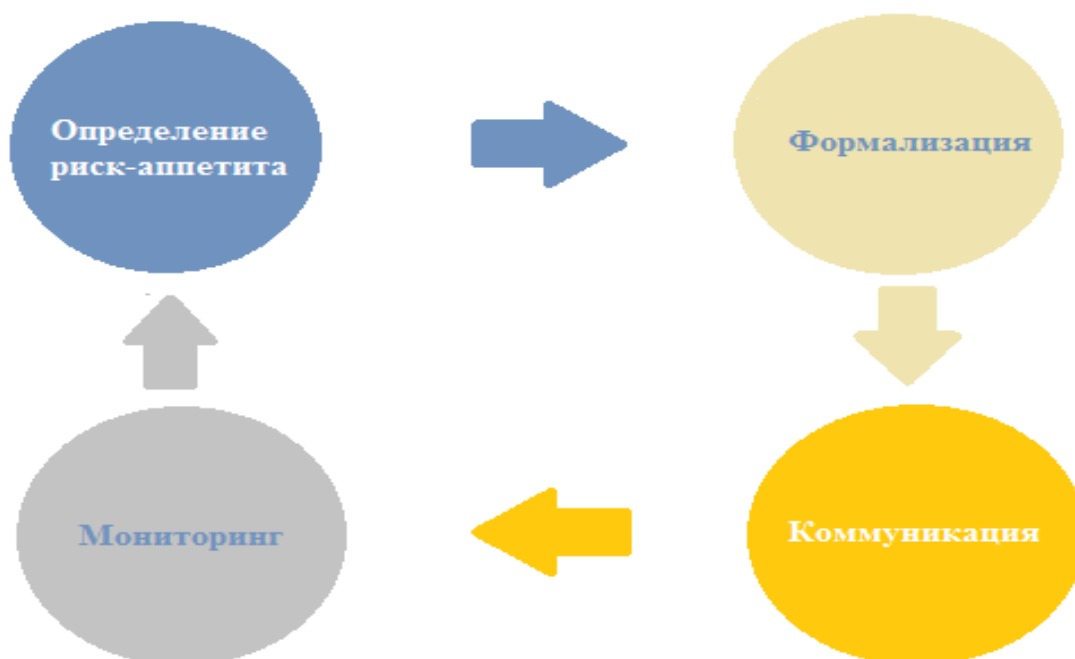 Определение
риск-аппетита
Формализация
Мониторинг
Коммуникация